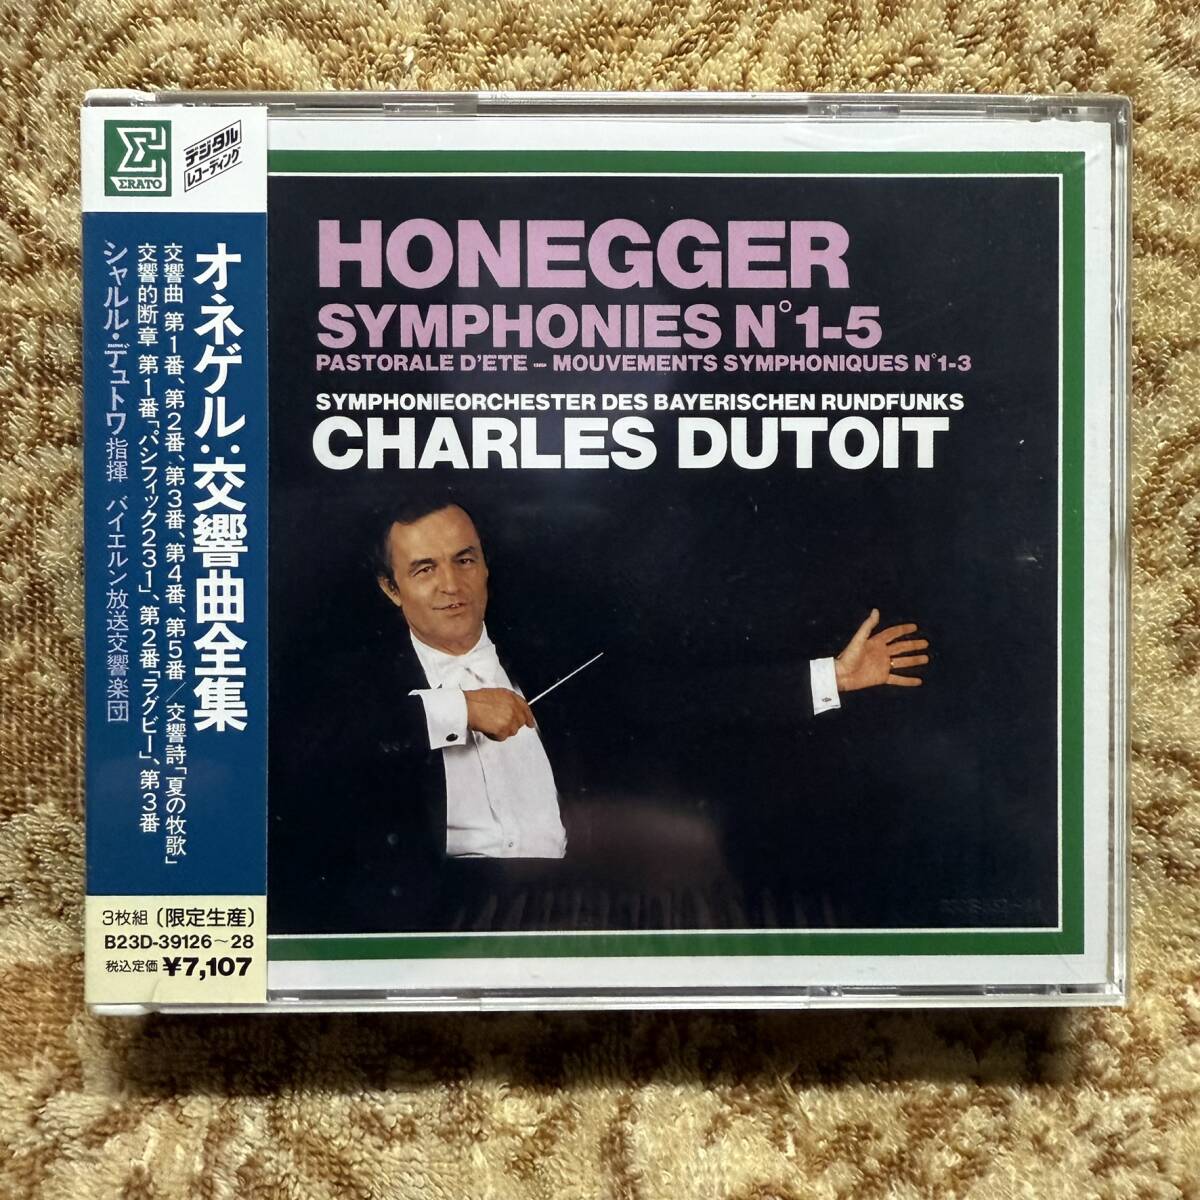 ERATO
デジタル
レコーディング
オネゲル:交響曲全集
交響曲 第1番、第2番、第3番、第4番、第5番/交響詩「夏の牧歌」
交響的断章 第1番「パシフィック231」、第2番「ラグビー」、第3番
シャルル・デュトワ指揮 バイエルン放送交響楽団
3枚組〔限定生産〕
B23D-39126〜28
税込定価 ¥7,107
HONEGGER
SYMPHONIES N° 1-5
PASTORALE D'ETE — MOUVEMENTS SYMPHONIQUES N° 1-3
SYMPHONIEORCHESTER DES BAYERISCHEN RUNDFUNKS
CHARLES DUTOIT